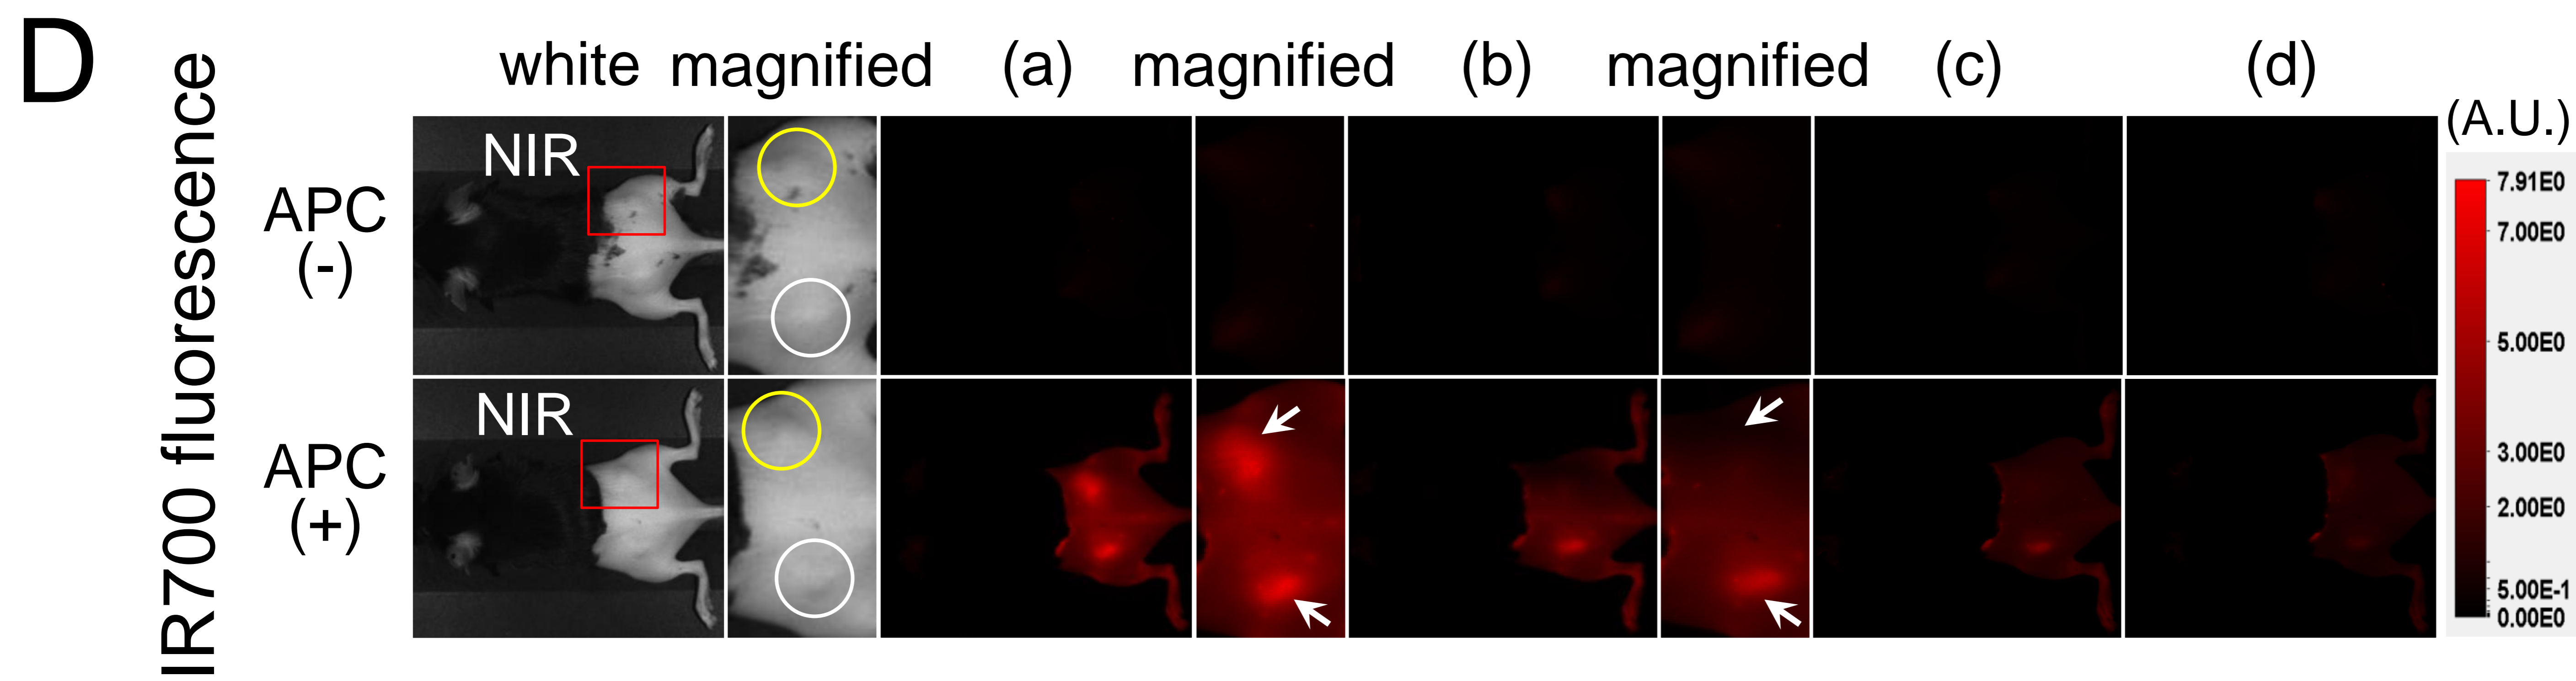 D
white magnified (a) magnified (b) magnified (c) (d)
(A.U.)
IR700 fluorescence
APC
(-)
NIR
APC
(+)
NIR
7.91E0
7.00E0
5.00E0
3.00E0
2.00E0
5.00E-1
0.00E0